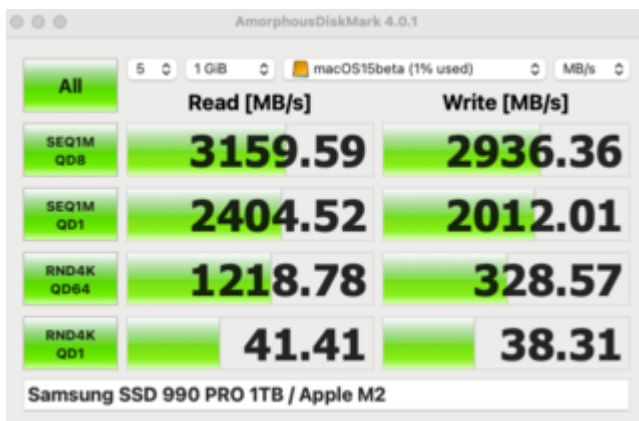 AmorphousDiskMark 4.0.1
All 5 1 GiB macOS15beta (1% used) MB/s
Read [MB/s] Write [MB/s]
SEQ1M QD8 3159.59 2936.36
SEQ1M QD1 2404.52 2012.01
RND4K QD64 1218.78 328.57
RND4K QD1 41.41 38.31
Samsung SSD 990 PRO 1TB / Apple M2